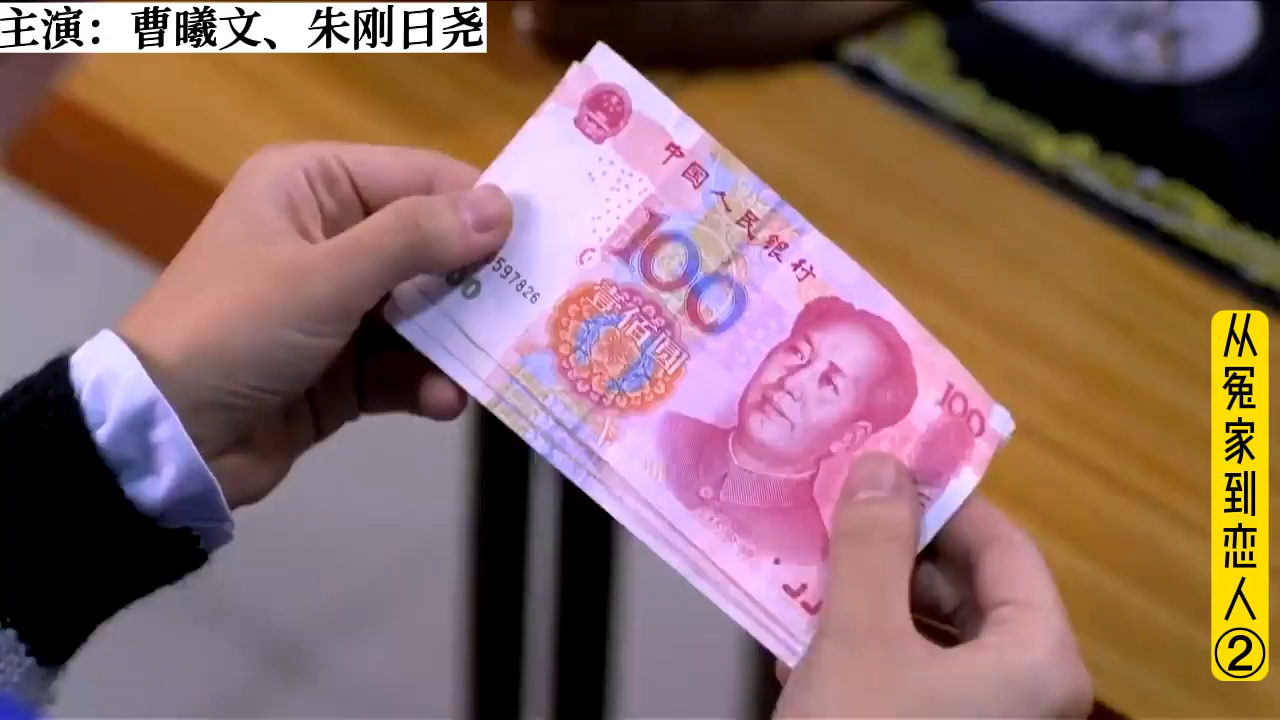 主演：曹曦文、朱刚日尧
中国人民银行
100
597826
壹佰圆
100
从冤家到恋人②